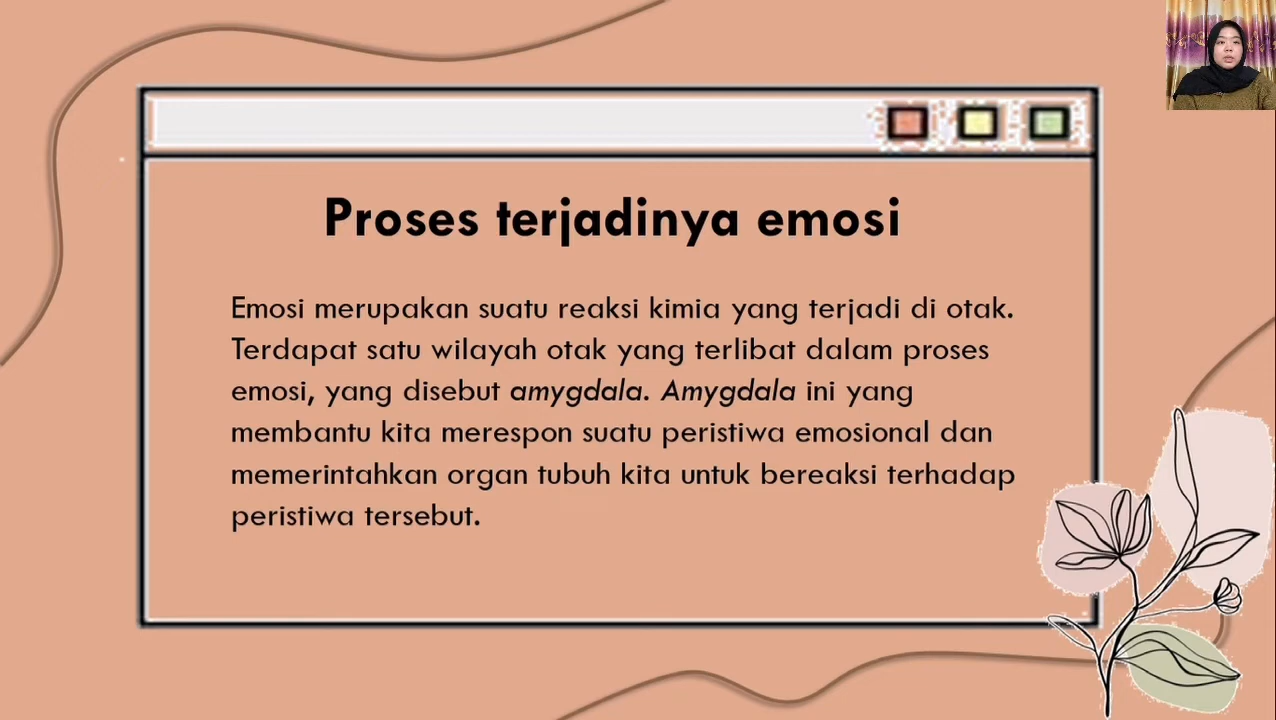 Proses terjadinya emosi
Emosi merupakan suatu reaksi kimia yang terjadi di otak.
Terdapat satu wilayah otak yang terlibat dalam proses
emosi, yang disebut amygdala. Amygdala ini yang
membantu kita merespon suatu peristiwa emosional dan
memerintahkan organ tubuh kita untuk bereaksi terhadap
peristiwa tersebut.